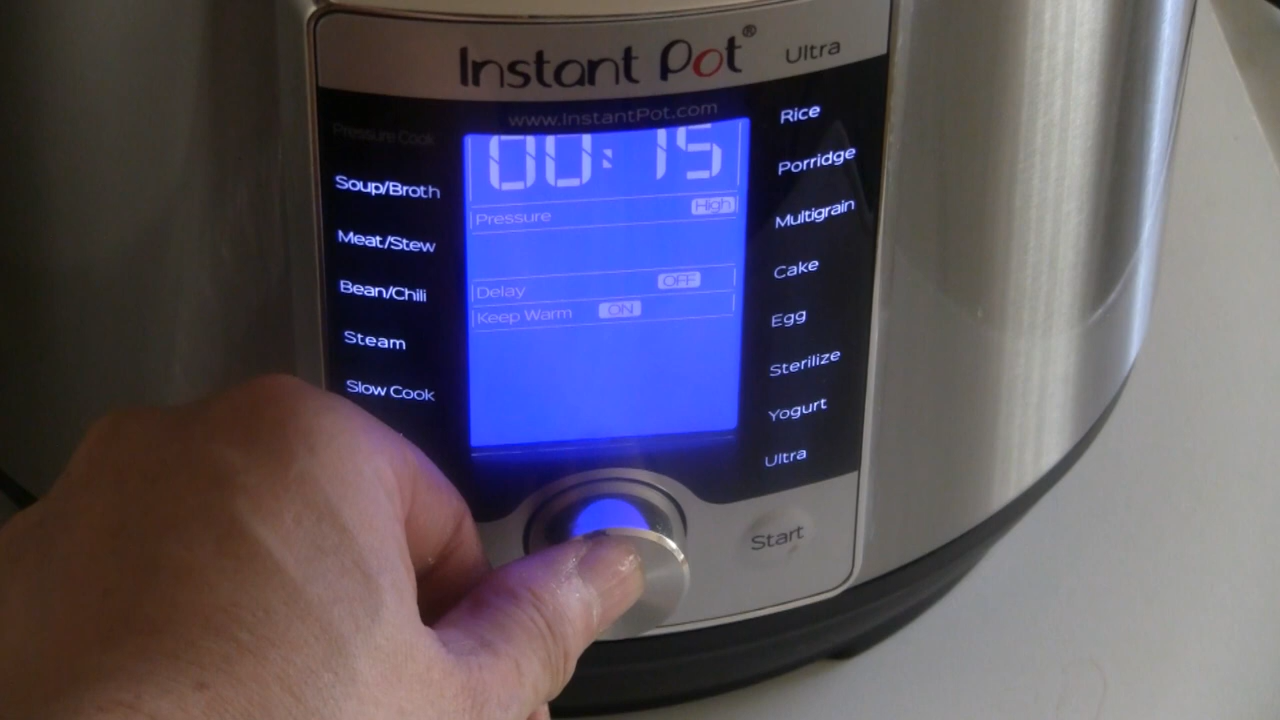 Instant Pot® Ultra
www.InstantPot.com
Pressure Cook
Soup/Broth
Meat/Stew
Bean/Chili
Steam
Slow Cook
00:15
Pressure High
Delay OFF
Keep Warm ON
Rice
Porridge
Multigrain
Cake
Egg
Sterilize
Yogurt
Ultra
Start